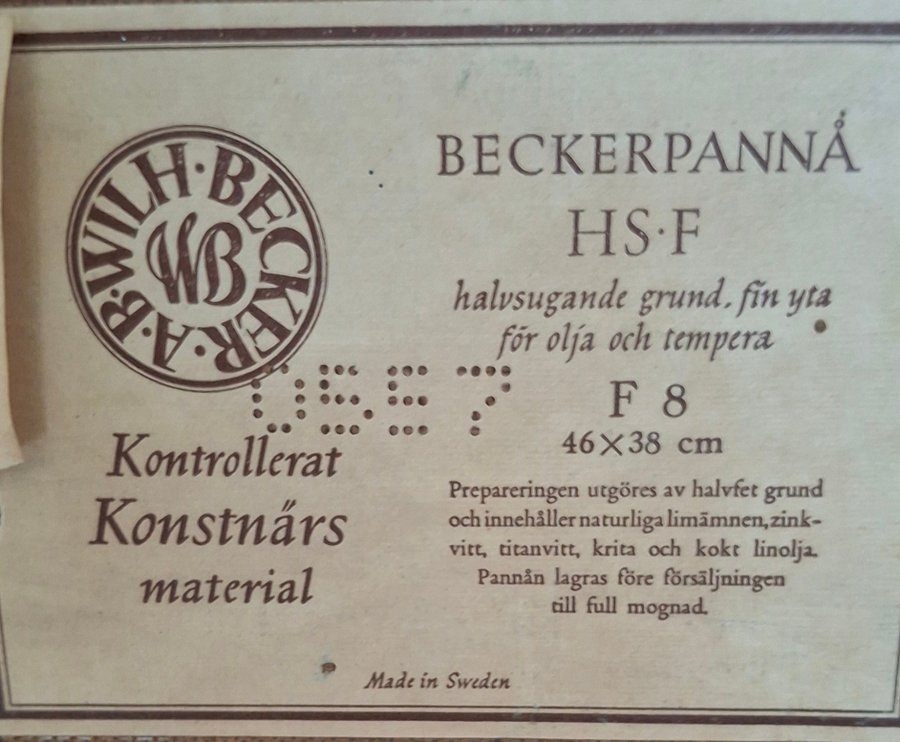 A·B·WILH·BECKER·
WB
BECKERPANNÅ
HS·F
halvsugande grund, fin yta
för olja och tempera
F 8
46×38 cm
Prepareringen utgöres av halvfet grund
och innehåller naturliga limämnen, zink-
vitt, titanvitt, krita och kokt linolja.
Pannån lagras före försäljningen
till full mognad.
Kontrollerat
Konstnärs
material
Made in Sweden